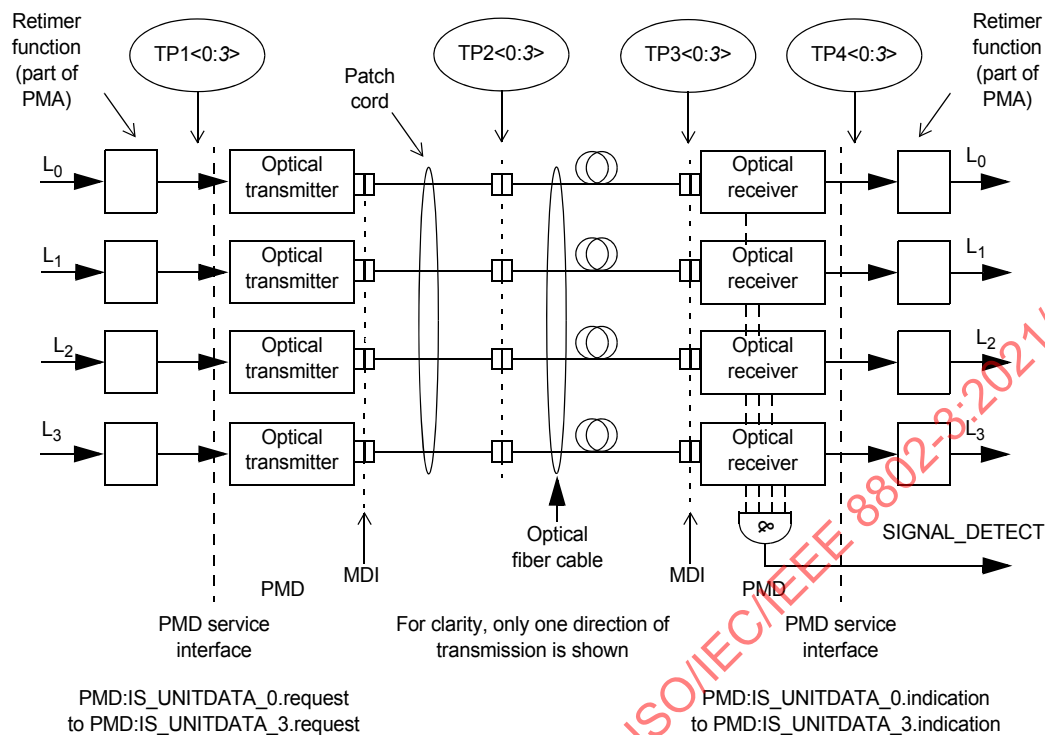 Retimer
function
(part of
PMA)
TP1<0:3>
TP2<0:3>
TP3<0:3>
TP4<0:3>
Retimer
function
(part of
PMA)
Patch
cord
L0
Optical
transmitter
Optical
receiver
L0
L1
Optical
transmitter
Optical
receiver
L1
L2
Optical
transmitter
Optical
receiver
L2
L3
Optical
transmitter
Optical
receiver
L3
&
SIGNAL_DETECT
Optical
fiber cable
MDI
MDI
PMD
PMD
PMD service
interface
For clarity, only one direction of
transmission is shown
PMD service
interface
PMD:IS_UNITDATA_0.request
to PMD:IS_UNITDATA_3.request
PMD:IS_UNITDATA_0.indication
to PMD:IS_UNITDATA_3.indication
ISO/IEC/IEEE 8802-3:2021/